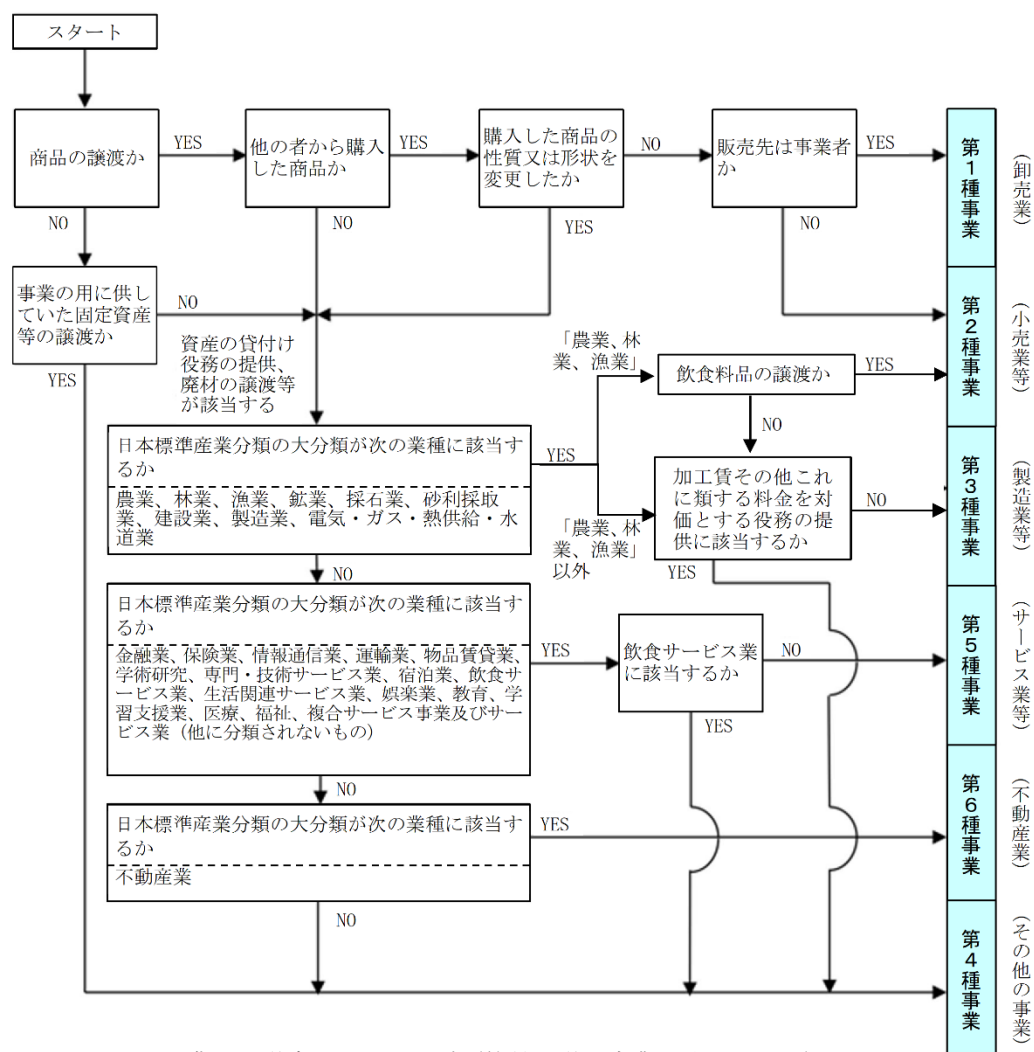 スタート
商品の譲渡か
YES
他の者から購入
した商品か
YES
購入した商品の
性質又は形状を
変更したか
NO
販売先は事業者
か
YES
第1種事業
(卸売業)
NO
NO
YES
NO
事業の用に供し
ていた固定資産
等の譲渡か
NO
YES
資産の貸付け
役務の提供、
廃材の譲渡等
が該当する
第2種事業
(小売業等)
「農業、林
業、漁業」
飲食料品の譲渡か
YES
NO
日本標準産業分類の大分類が次の業種に該当す
るか
農業、林業、漁業、鉱業、採石業、砂利採取
業、建設業、製造業、電気・ガス・熱供給・水
道業
YES
「農業、林
業、漁業」
以外
加工賃その他これ
に類する料金を対
価とする役務の提
供に該当するか
NO
YES
第3種事業
(製造業等)
NO
日本標準産業分類の大分類が次の業種に該当す
るか
金融業、保険業、情報通信業、運輸業、物品賃貸業、
学術研究、専門・技術サービス業、宿泊業、飲食サ
ービス業、生活関連サービス業、娯楽業、教育、学
習支援業、医療、福祉、複合サービス事業及びサー
ビス業（他に分類されないもの）
YES
飲食サービス業
に該当するか
NO
YES
第5種事業
(サービス業等)
NO
日本標準産業分類の大分類が次の業種に該当す
るか
不動産業
YES
第6種事業
(不動産業)
NO
第4種事業
(その他の事業)